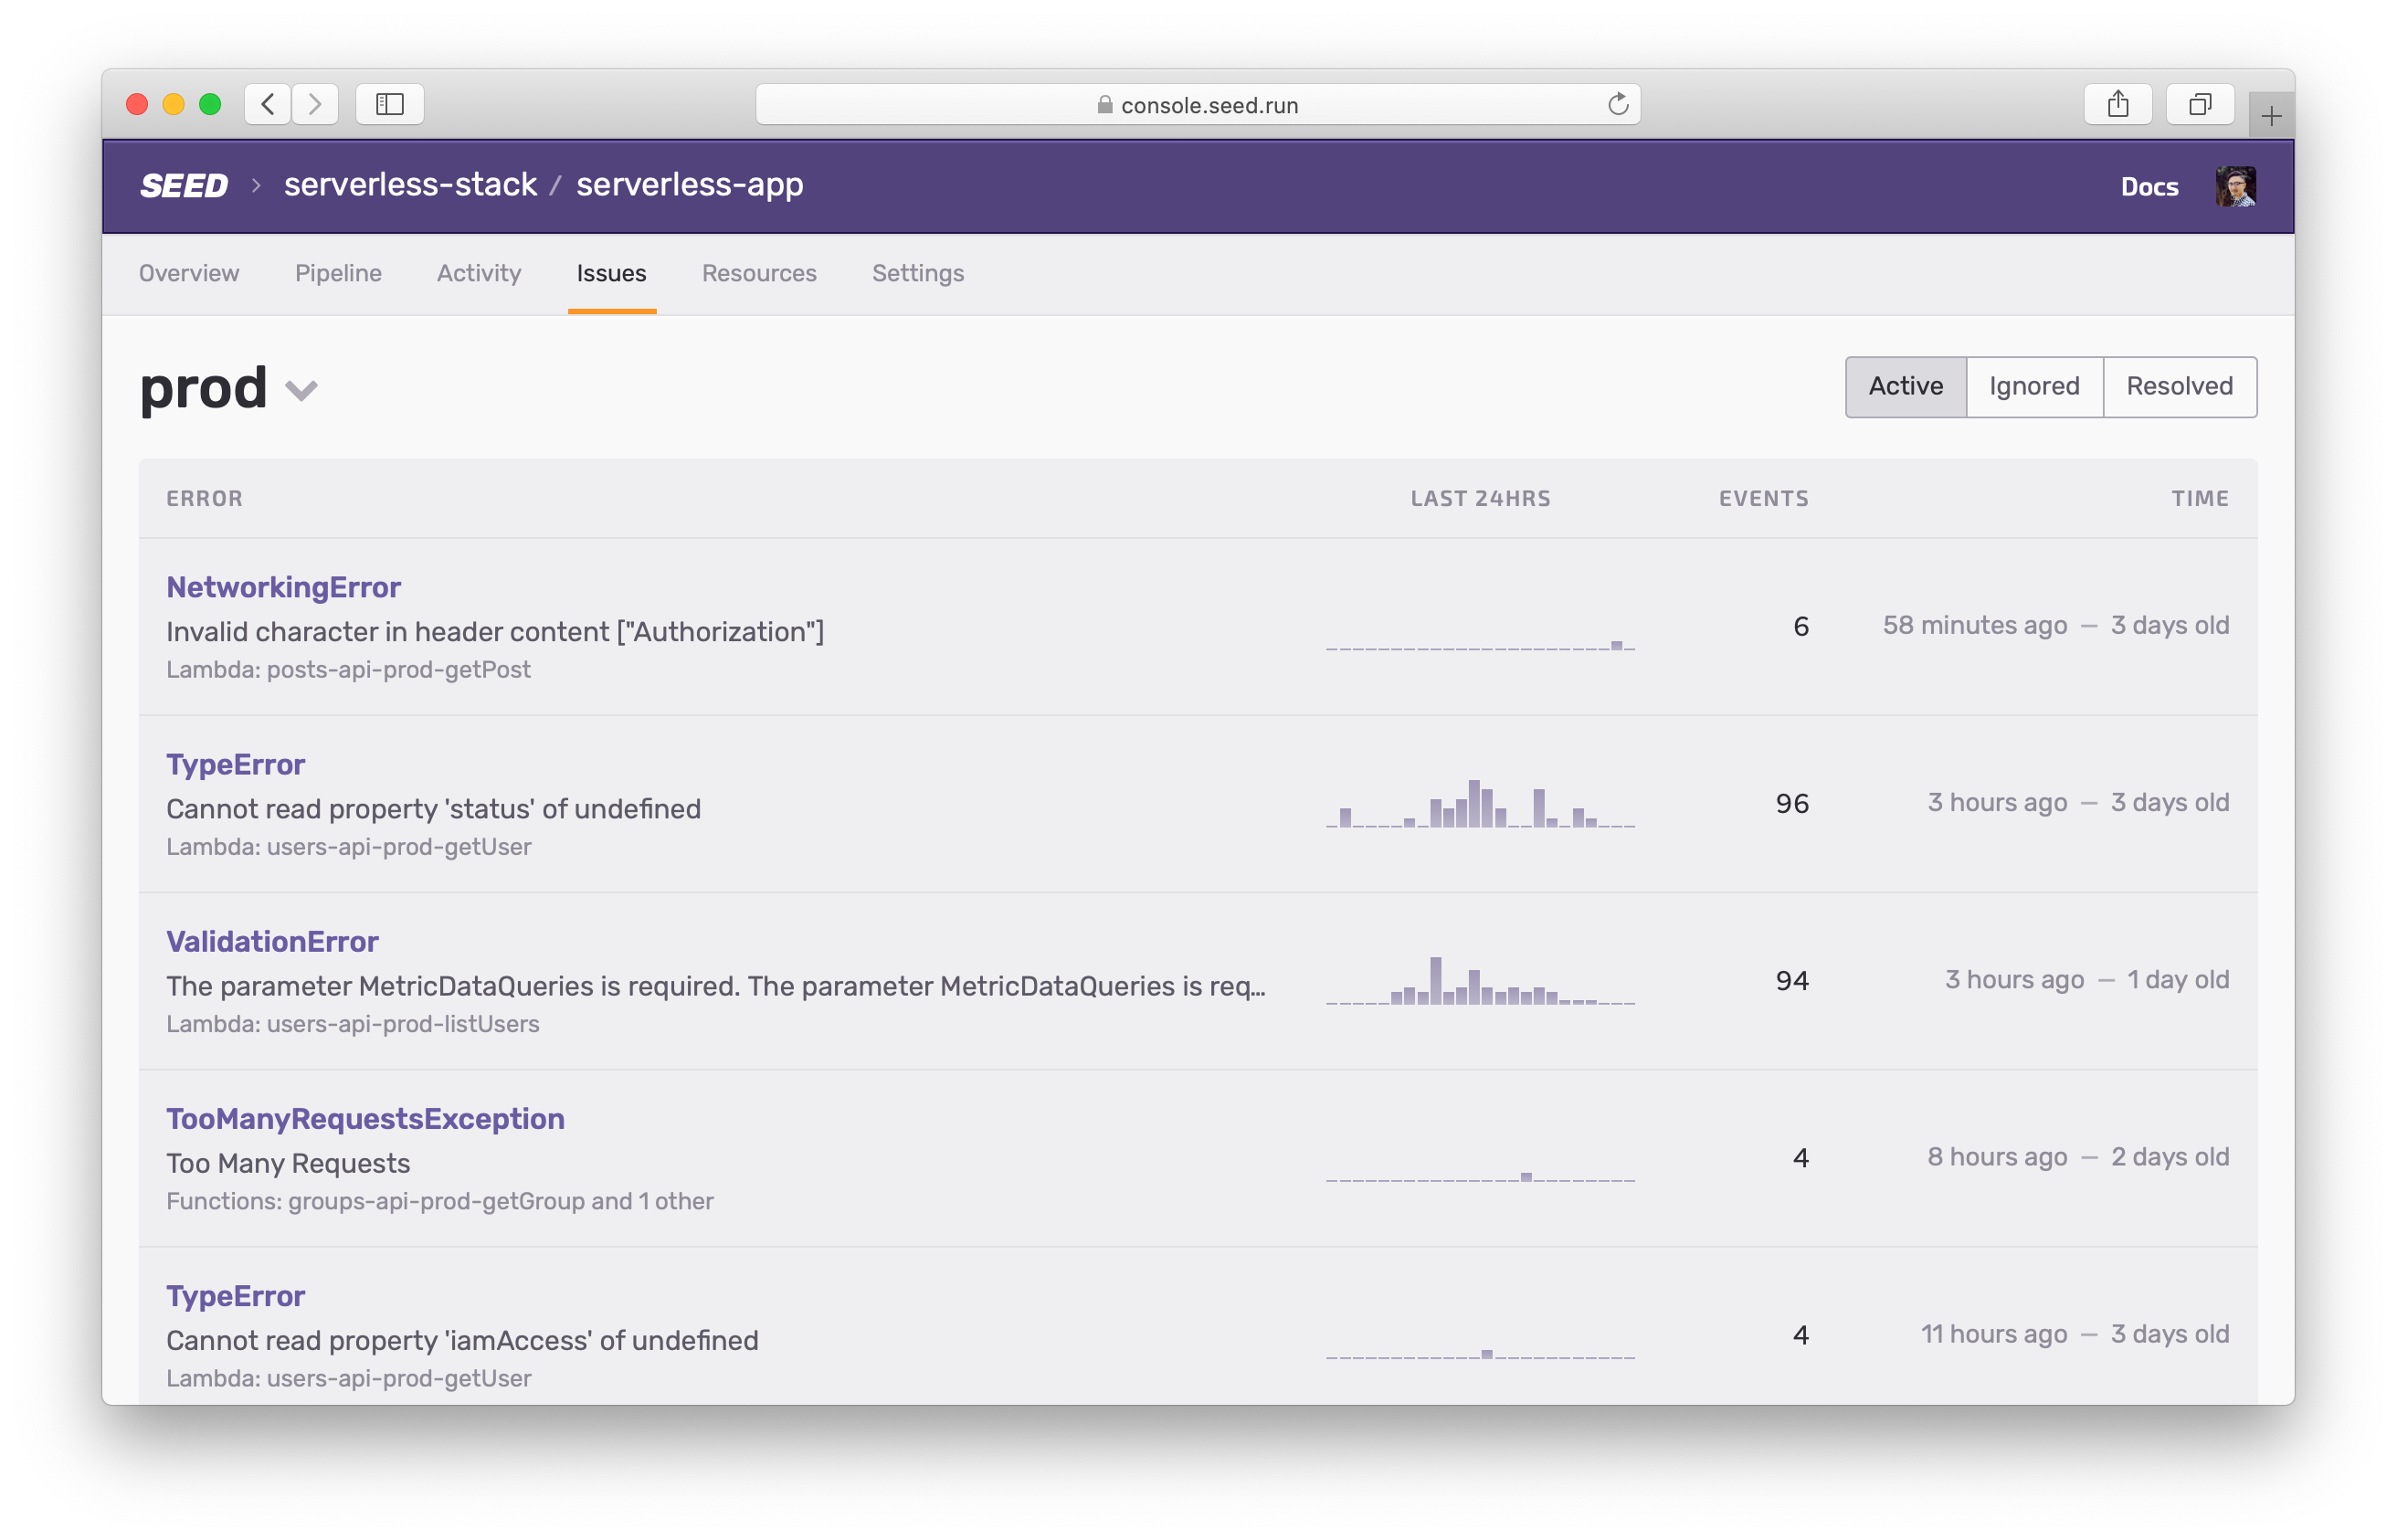 console.seed.run
SEED > serverless-stack / serverless-app Docs
Overview Pipeline Activity Issues Resources Settings
prod Active Ignored Resolved
ERROR LAST 24HRS EVENTS TIME
NetworkingError
Invalid character in header content ["Authorization"]
Lambda: posts-api-prod-getPost
6 58 minutes ago — 3 days old
TypeError
Cannot read property 'status' of undefined
Lambda: users-api-prod-getUser
96 3 hours ago — 3 days old
ValidationError
The parameter MetricDataQueries is required. The parameter MetricDataQueries is req...
Lambda: users-api-prod-listUsers
94 3 hours ago — 1 day old
TooManyRequestsException
Too Many Requests
Functions: groups-api-prod-getGroup and 1 other
4 8 hours ago — 2 days old
TypeError
Cannot read property 'iamAccess' of undefined
Lambda: users-api-prod-getUser
4 11 hours ago — 3 days old